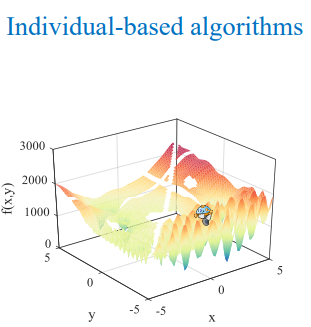 Individual-based algorithms
3000
2000
1000
0
f(x,y)
5
0
-5
y
-5
0
5
x